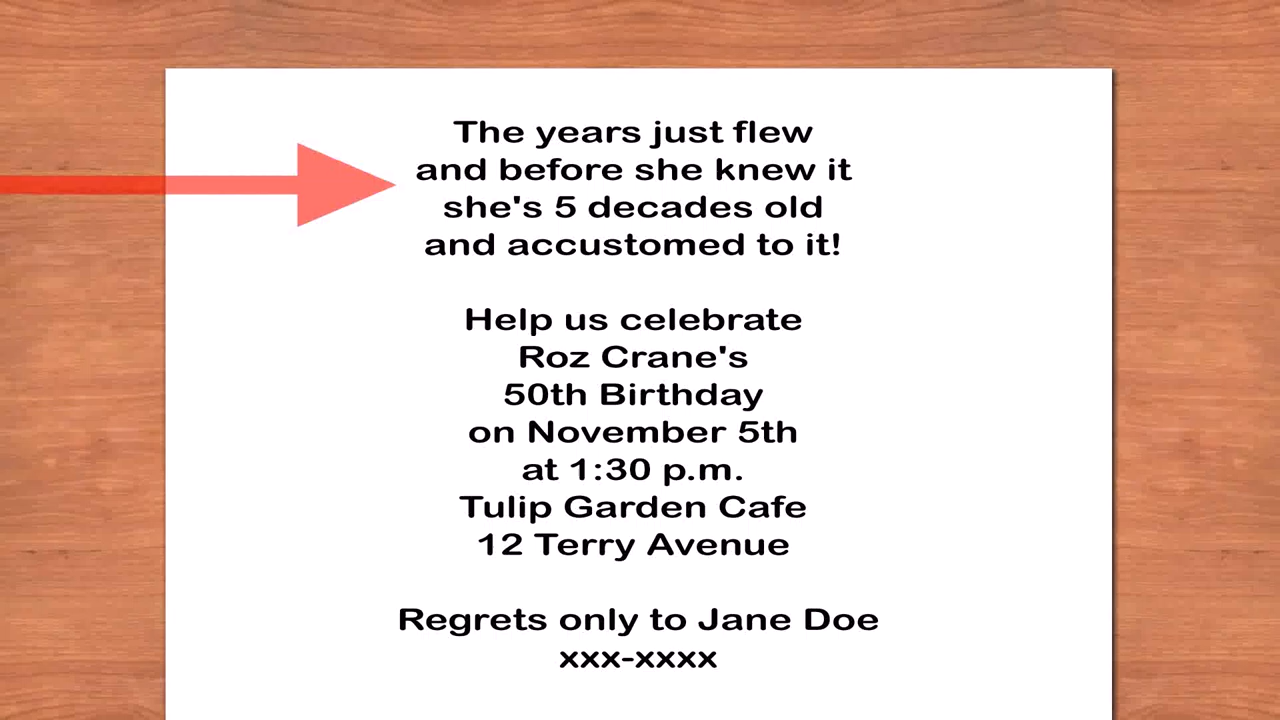 The years just flew
and before she knew it
she's 5 decades old
and accustomed to it!
Help us celebrate
Roz Crane's
50th Birthday
on November 5th
at 1:30 p.m.
Tulip Garden Cafe
12 Terry Avenue
Regrets only to Jane Doe
xxx-xxxx